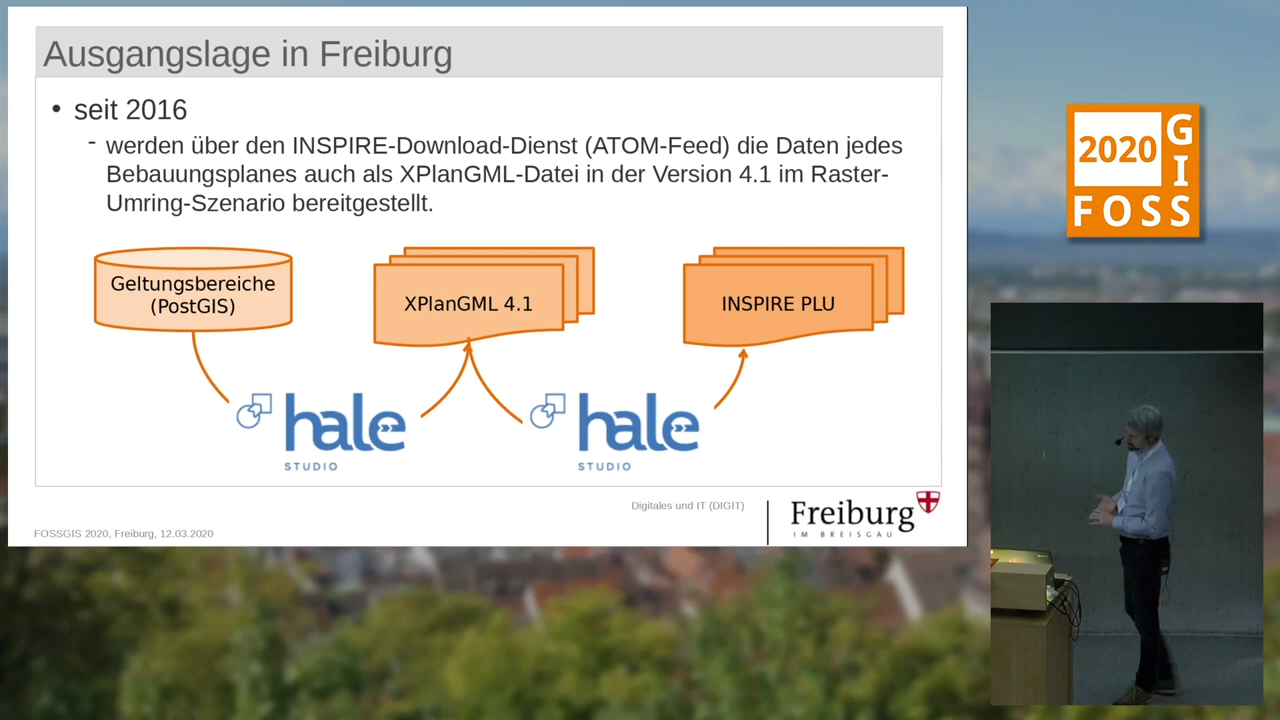 Ausgangslage in Freiburg
• seit 2016
- werden über den INSPIRE-Download-Dienst (ATOM-Feed) die Daten jedes
Bebauungsplanes auch als XPlanGML-Datei in der Version 4.1 im Raster-
Umring-Szenario bereitgestellt.
Geltungsbereiche
(PostGIS)
XPlanGML 4.1
INSPIRE PLU
hale
STUDIO
hale
STUDIO
Digitales und IT (DIGIT)
Freiburg
IM BREISGAU
FOSSGIS 2020, Freiburg, 12.03.2020
2020
GI
FOSS